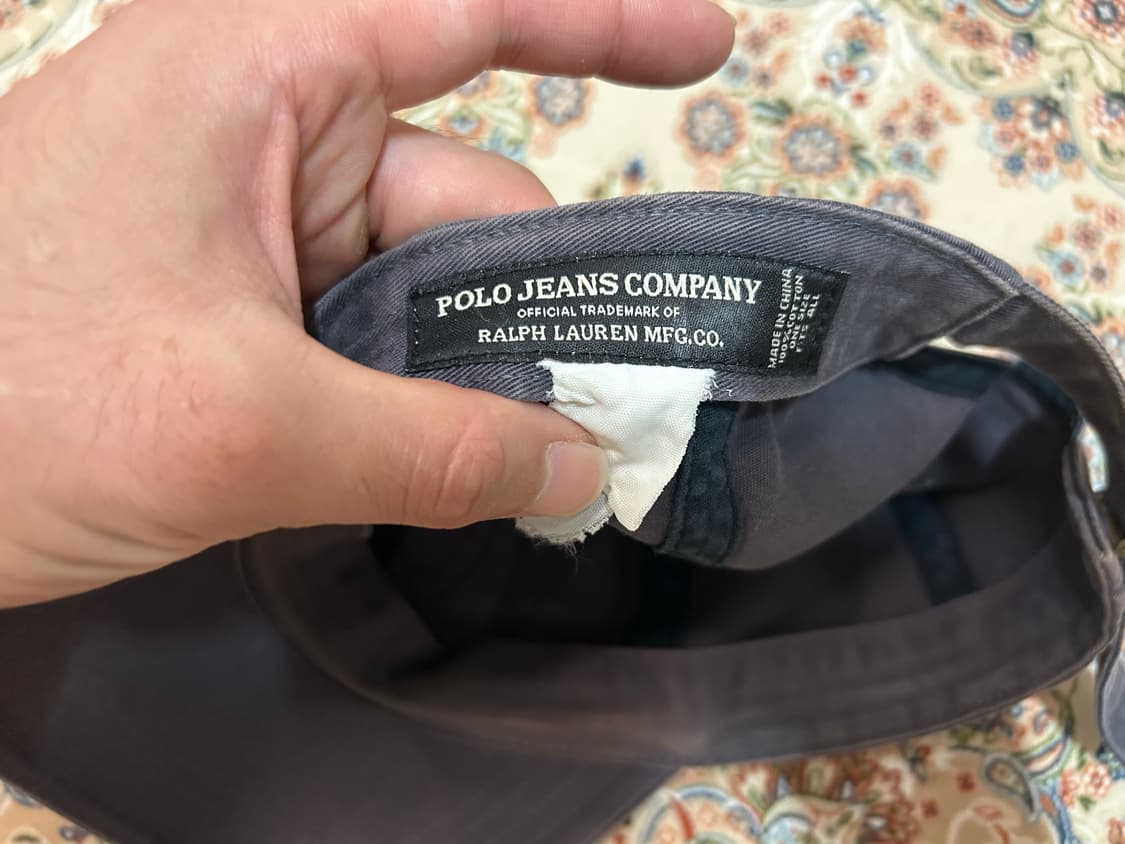 POLO JEANS COMPANY
OFFICIAL TRADEMARK OF
RALPH LAUREN MFG.CO.
MADE IN CHINA
100% COTTON
ONE SIZE
FITS ALL